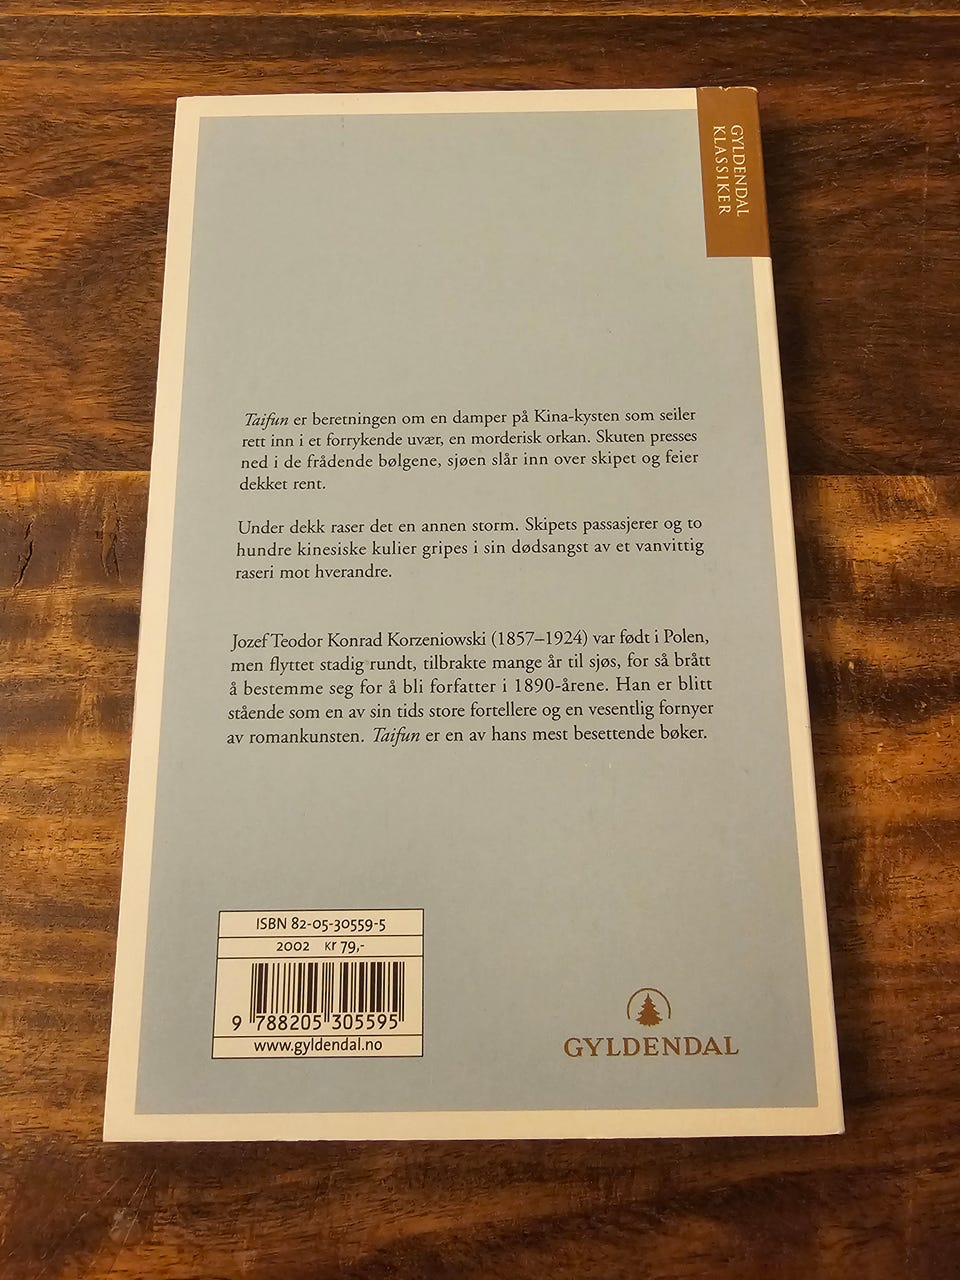 GYLDENDAL
KLASSIKER
Taifun er beretningen om en damper på Kina-kysten som seiler
rett inn i et forrykende uvær, en morderisk orkan. Skuten presses
ned i de frådende bølgene, sjøen slår inn over skipet og feier
dekket rent.
Under dekk raser det en annen storm. Skipets passasjerer og to
hundre kinesiske kulier gripes i sin dødsangst av et vanvittig
raseri mot hverandre.
Jozef Teodor Konrad Korzeniowski (1857–1924) var født i Polen,
men flyttet stadig rundt, tilbrakte mange år til sjøs, for så brått
å bestemme seg for å bli forfatter i 1890-årene. Han er blitt
stående som en av sin tids store fortellere og en vesentlig fornyer
av romankunsten. Taifun er en av hans mest besettende bøker.
ISBN 82-05-30559-5
2002 kr 79,-
9 788205 305595
www.gyldendal.no
GYLDENDAL